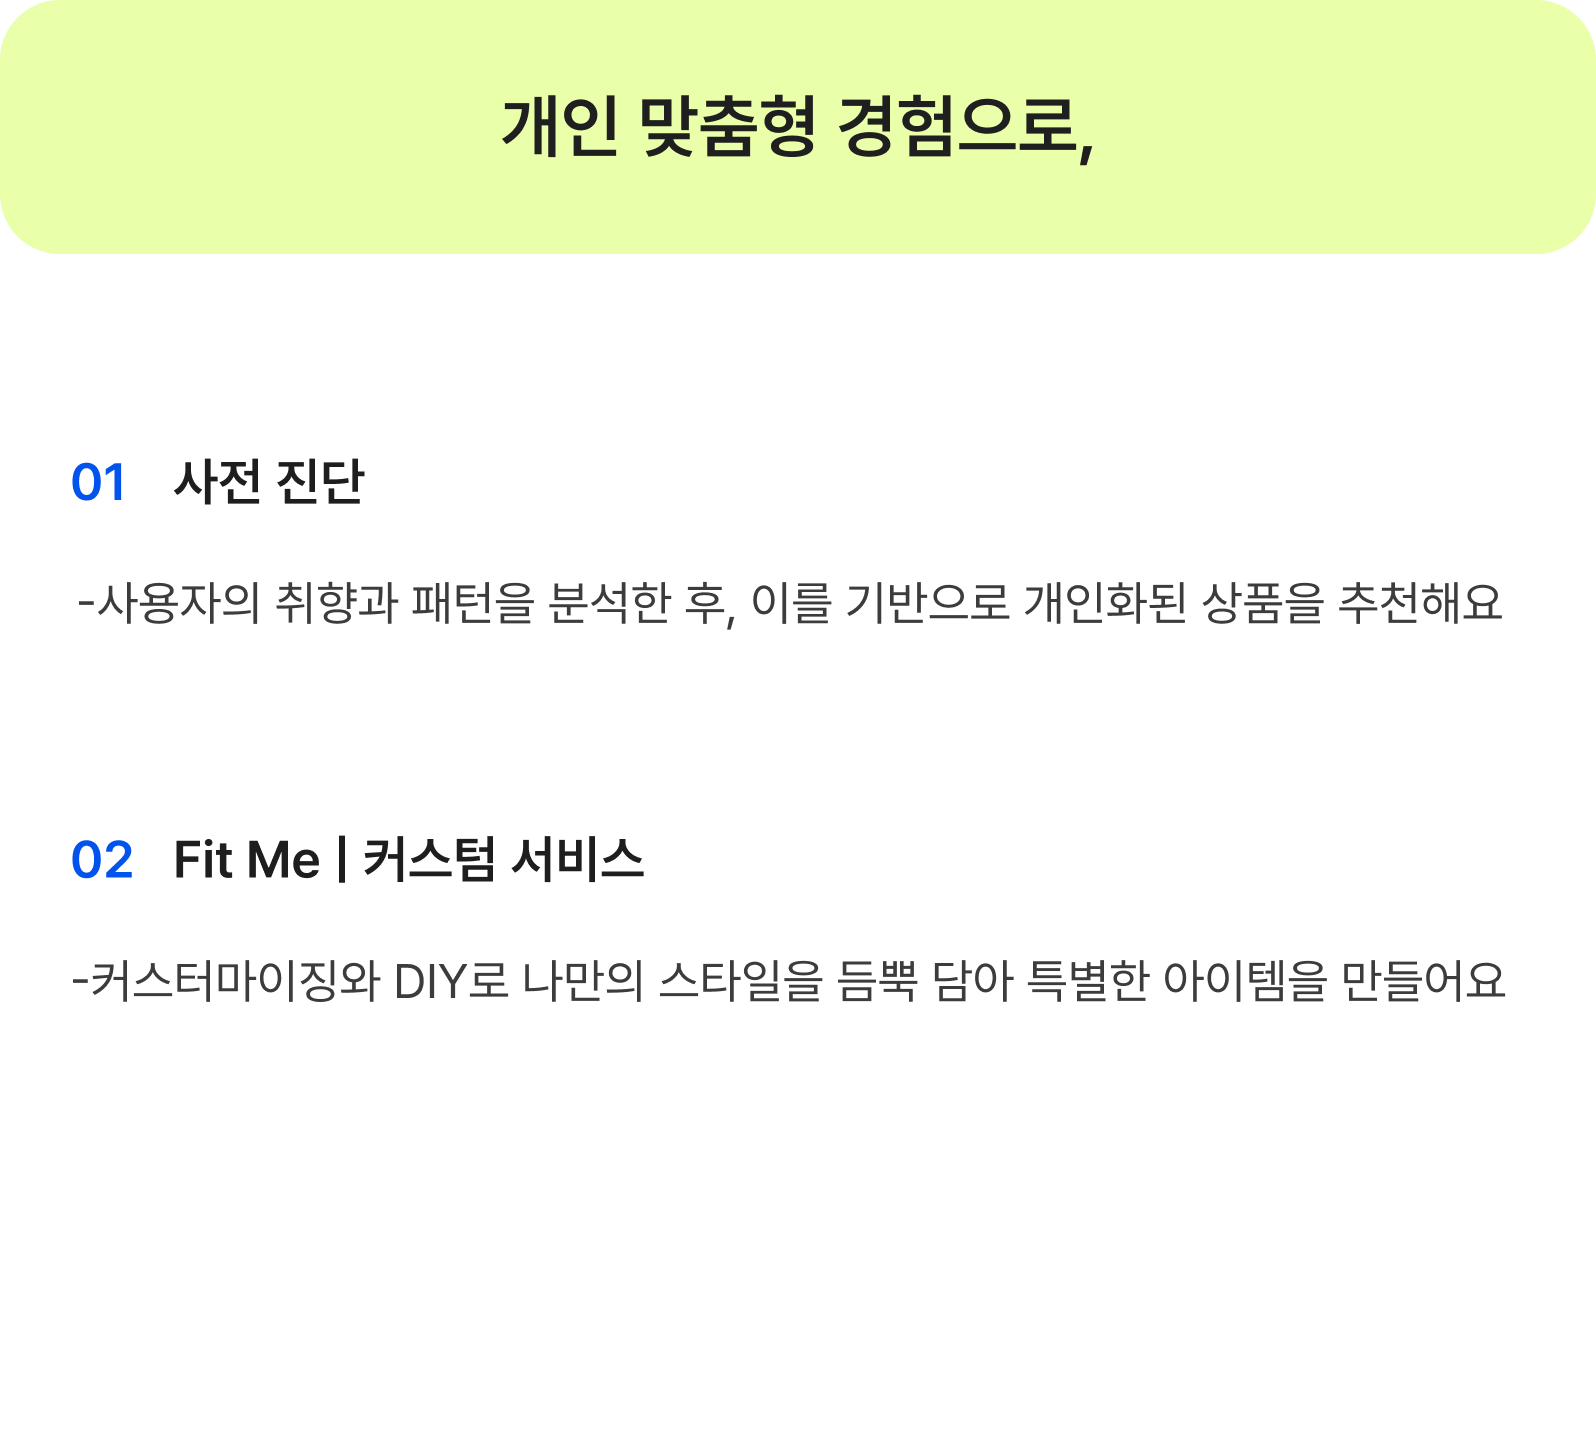 개인 맞춤형 경험으로,
01 사전 진단
-사용자의 취향과 패턴을 분석한 후, 이를 기반으로 개인화된 상품을 추천해요
02 Fit Me | 커스텀 서비스
-커스터마이징와 DIY로 나만의 스타일을 듬뿍 담아 특별한 아이템을 만들어요